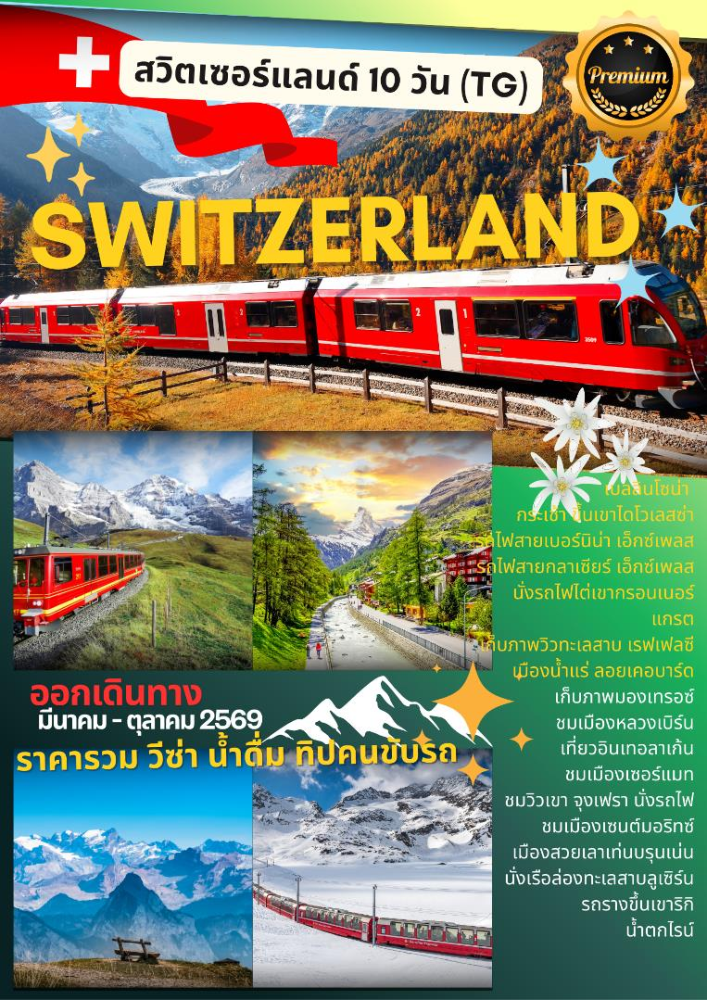 สวิตเซอร์แลนด์ 10 วัน (TG)
Premium
SWITZERLAND
เบลลินโซน่า
กระเช้า ขึ้นเขาไดโวเลสซ่า
รถไฟสายเบอร์นิน่า เอ็กซ์เพลส
รถไฟสายกลาเซียร์ เอ็กซ์เพลส
นั่งรถไฟไต่เขากรอนเนอร์
แกรต
เก็บภาพวิวทะเลสาบ เรฟเฟลซี
เมืองน้ำแร่ ลอยเคอบาร์ด
เก็บภาพมองเทรอซ์
ชมเมืองหลวงเบิร์น
เที่ยวอินเทอลาเก้น
ชมเมืองเซอร์แมท
ชมวิวเขา จุงเฟรา นั่งรถไฟ
ชมเมืองเซนต์มอริทซ์
เมืองสวยเลาเท่นบรุนเน่น
นั่งเรือล่องทะเลสาบลูเซิร์น
รถรางขึ้นเขาริกิ
น้ำตกไรน์
ออกเดินทาง
มีนาคม - ตุลาคม 2569
ราคารวม วีซ่า น้ำดื่ม ทิปคนขับรถ